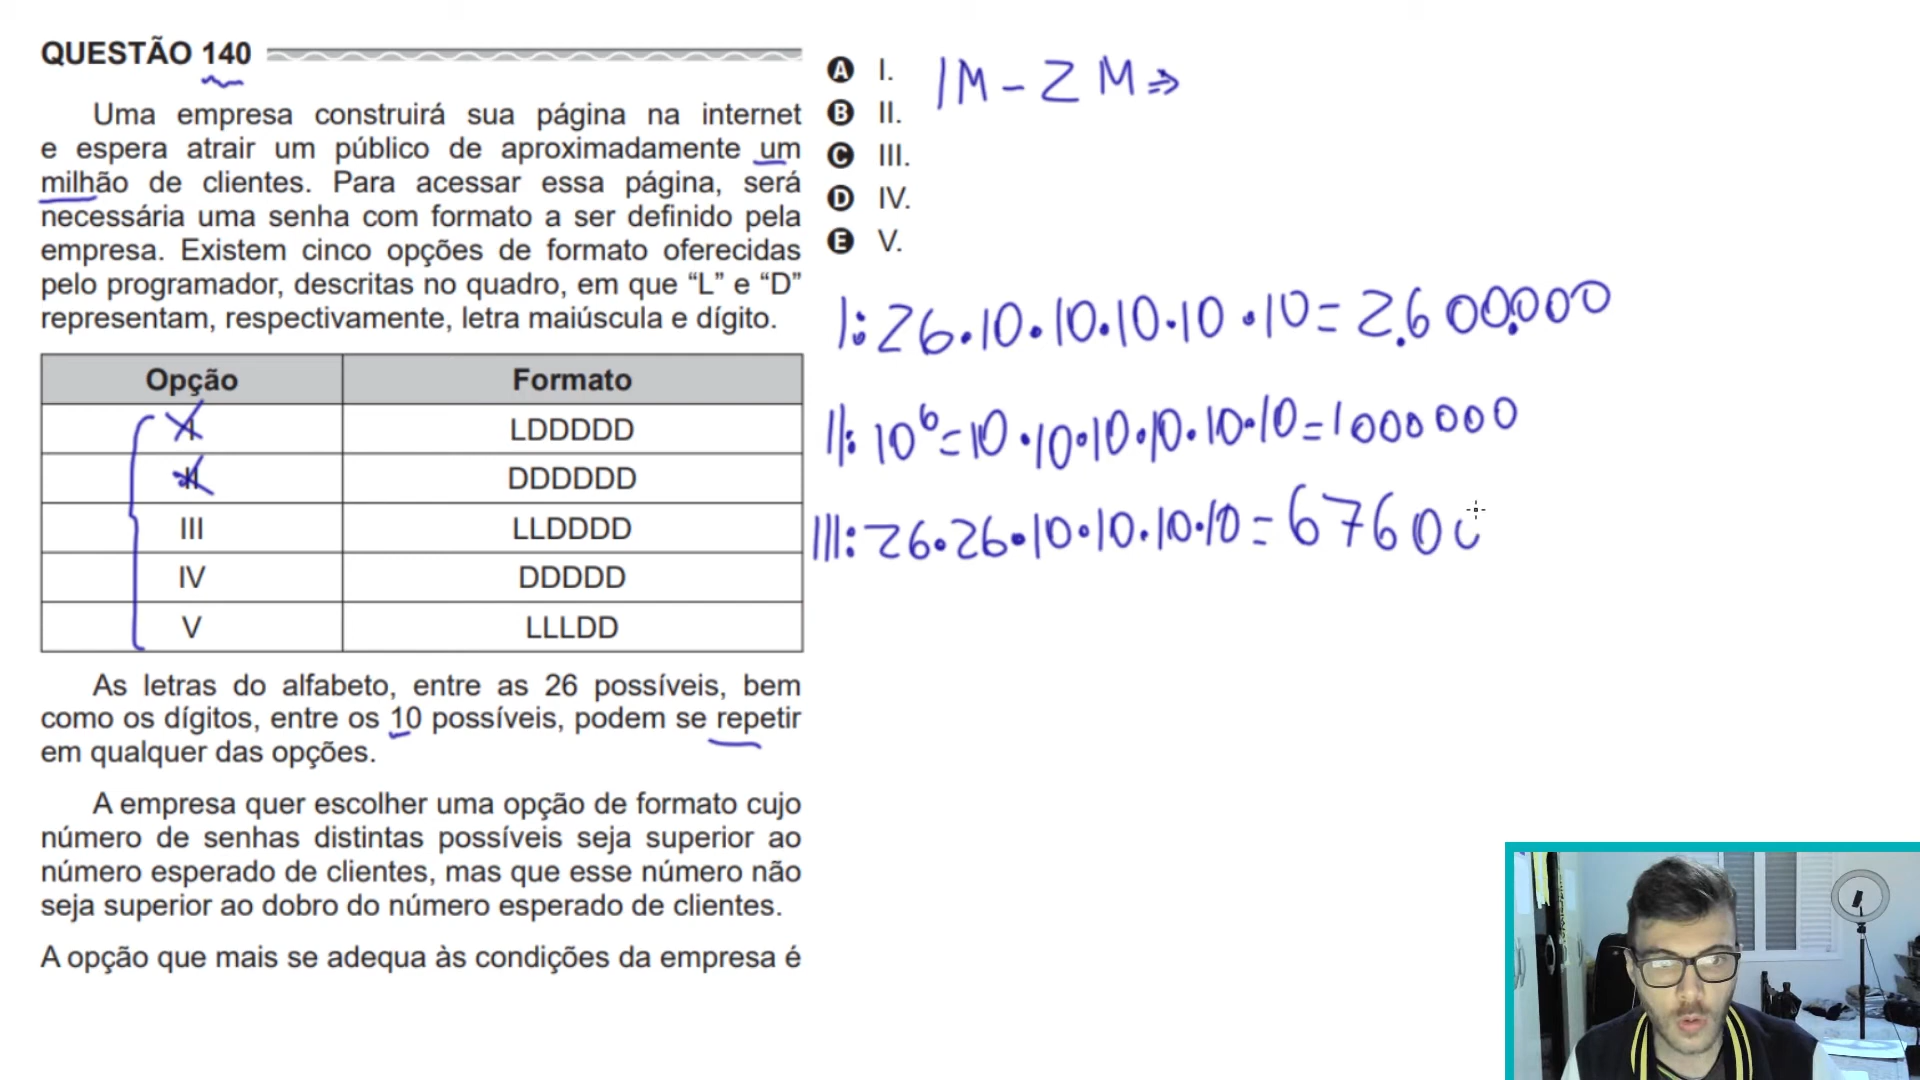 QUESTÃO 140
Uma empresa construirá sua página na internet
e espera atrair um público de aproximadamente um
milhão de clientes. Para acessar essa página, será
necessária uma senha com formato a ser definido pela
empresa. Existem cinco opções de formato oferecidas
pelo programador, descritas no quadro, em que “L” e “D”
representam, respectivamente, letra maiúscula e dígito.
Opção Formato
I LDDDDD
II DDDDDD
III LLDDDD
IV DDDDD
V LLLDD
As letras do alfabeto, entre as 26 possíveis, bem
como os dígitos, entre os 10 possíveis, podem se repetir
em qualquer das opções.
A empresa quer escolher uma opção de formato cujo
número de senhas distintas possíveis seja superior ao
número esperado de clientes, mas que esse número não
seja superior ao dobro do número esperado de clientes.
A opção que mais se adequa às condições da empresa é
A I.
B II.
C III.
D IV.
E V.
1M - 2M ⇒
I: 26.10.10.10.10.10 = 2.600.000
II: 10⁶ = 10.10.10.10.10.10 = 1000000
III: 26.26.10.10.10.10 = 67600